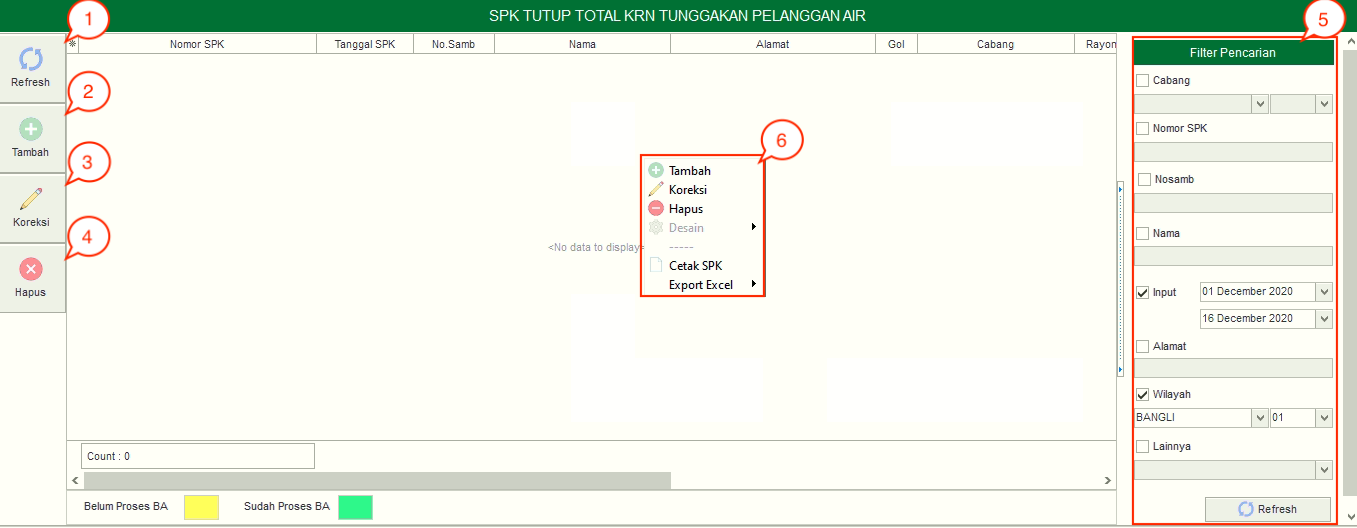 SPK TUTUP TOTAL KRN TUNGGAKAN PELANGGAN AIR
1
Refresh
2
Tambah
3
Koreksi
4
Hapus
Nomor SPK Tanggal SPK No.Samb Nama Alamat Gol Cabang Rayon
<No data to display
6
Tambah
Koreksi
Hapus
Desain
-----
Cetak SPK
Export Excel
Count : 0
Belum Proses BA Sudah Proses BA
5
Filter Pencarian
Cabang
Nomor SPK
Nosamb
Nama
Input 01 December 2020
16 December 2020
Alamat
Wilayah
BANGLI 01
Lainnya
Refresh